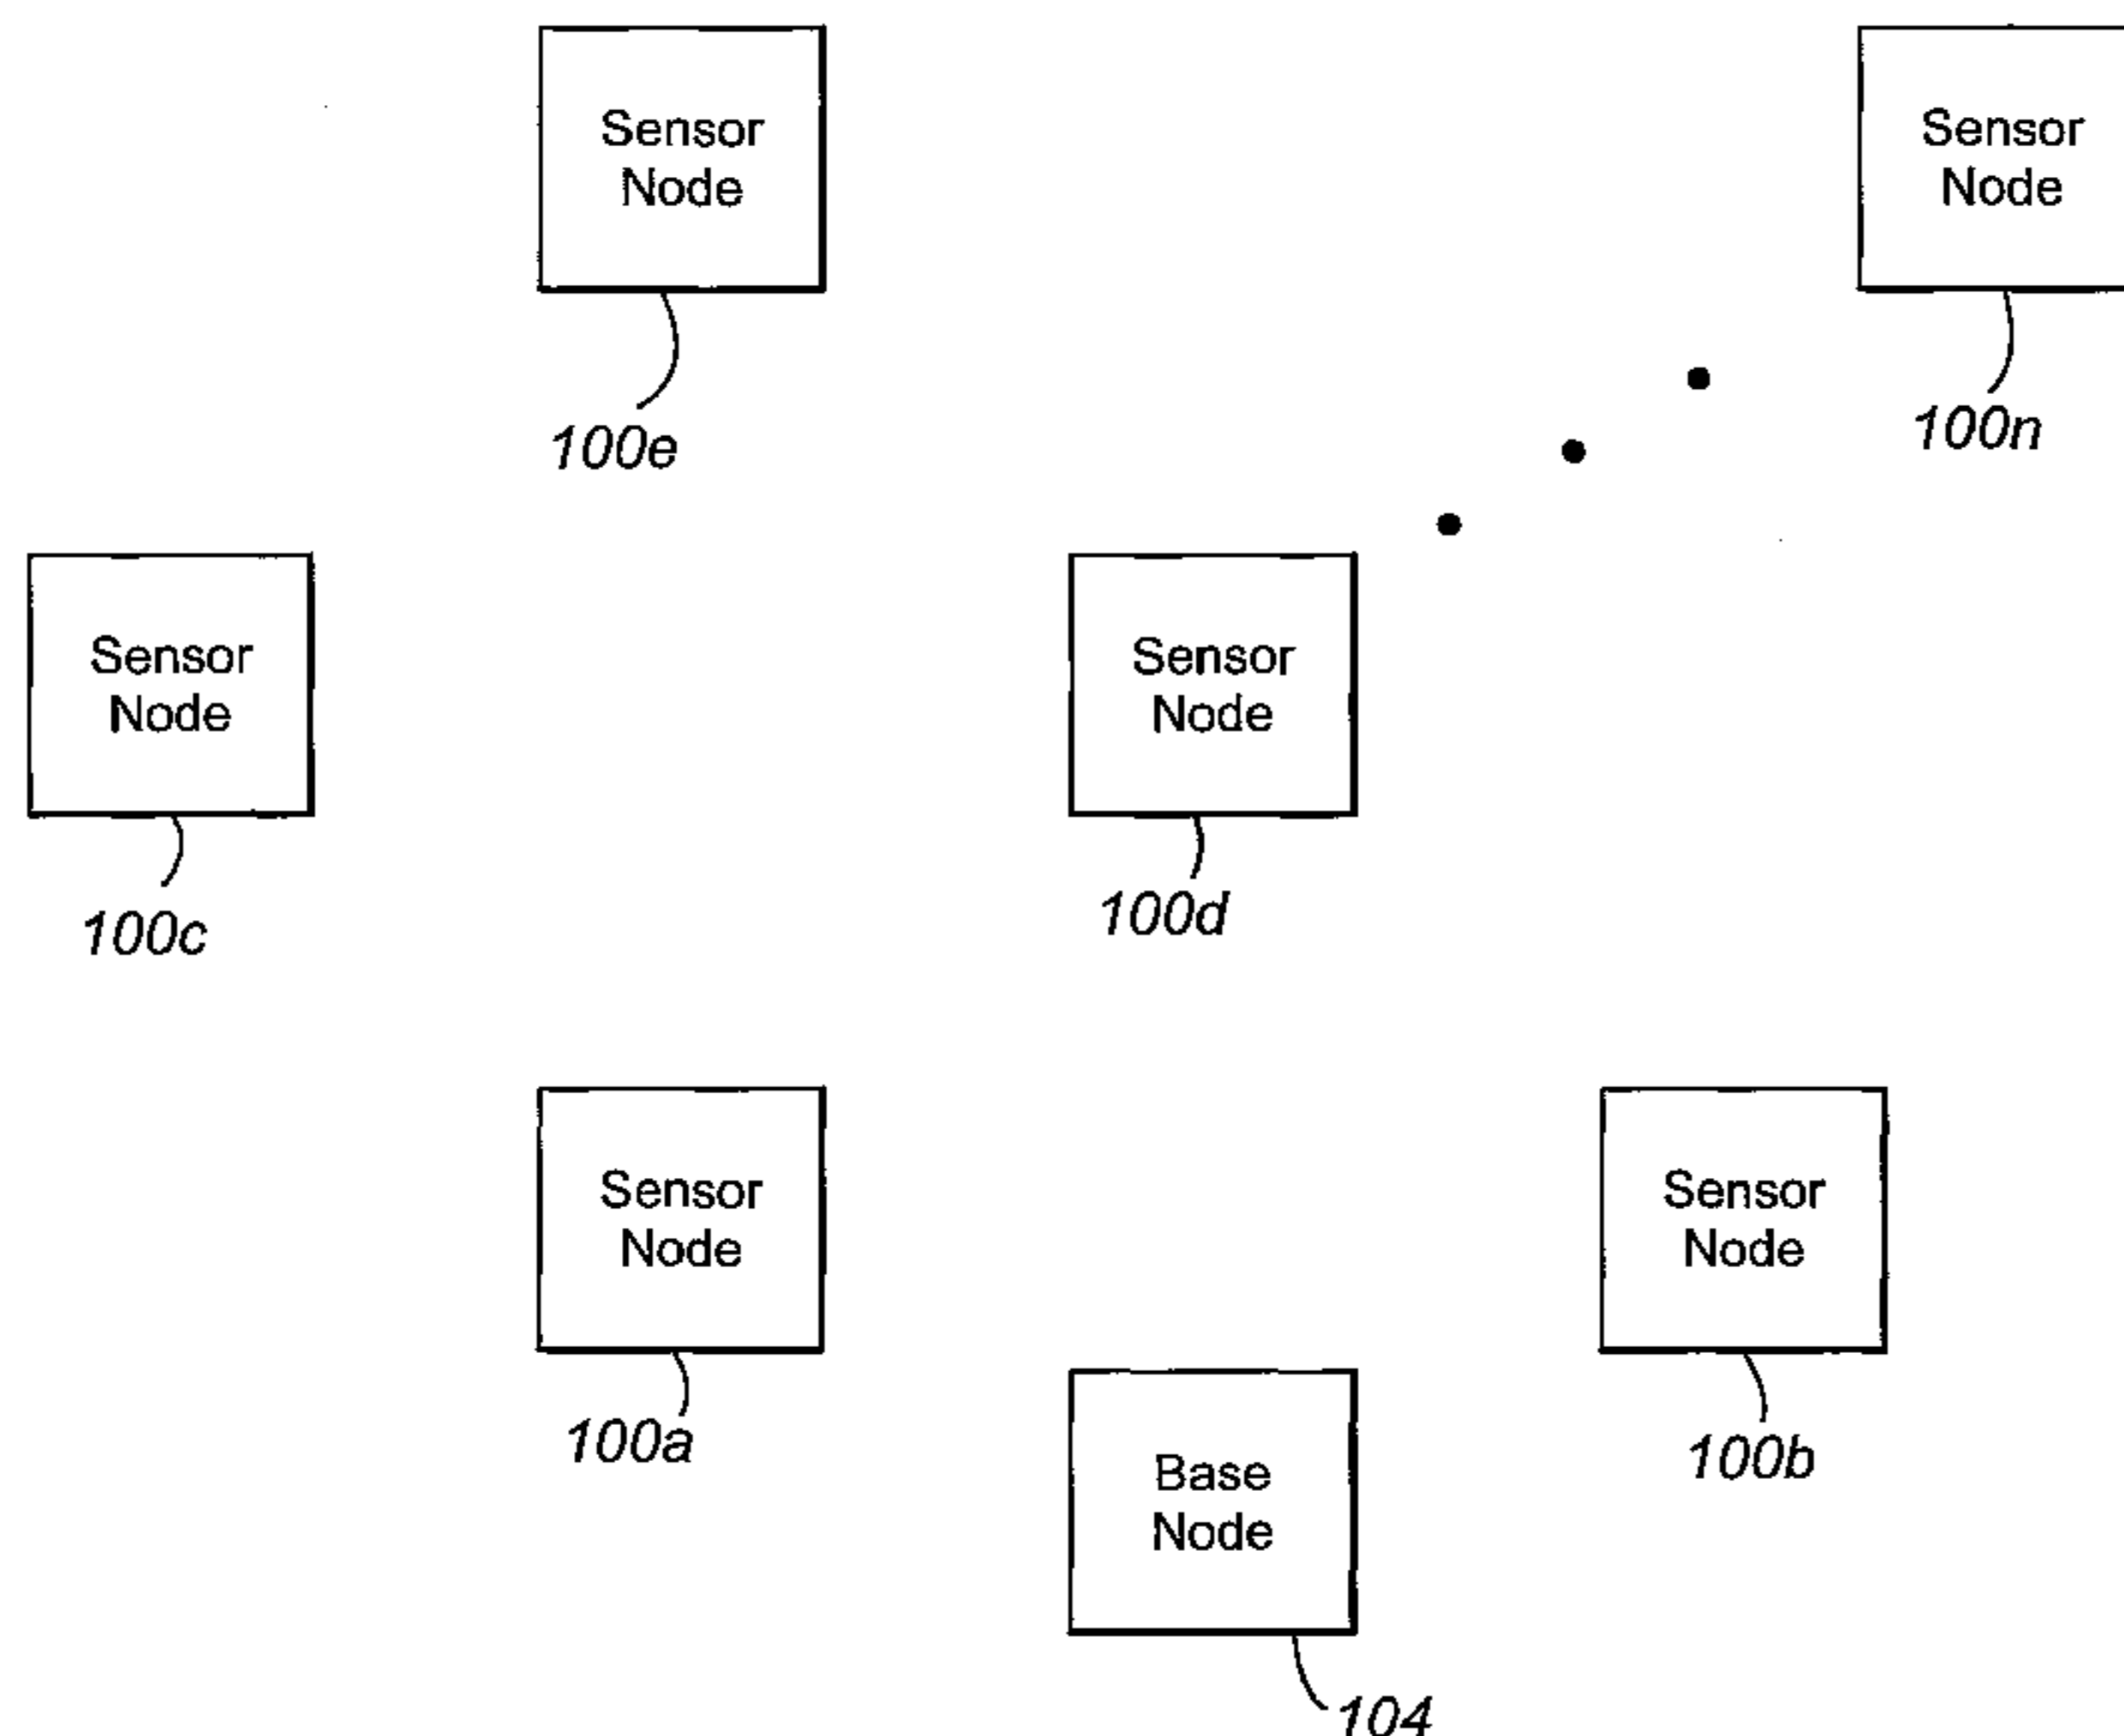 Sensor
Node
100e
Sensor
Node
100n
Sensor
Node
100c
Sensor
Node
100d
Sensor
Node
100a
Sensor
Node
100b
Base
Node
104